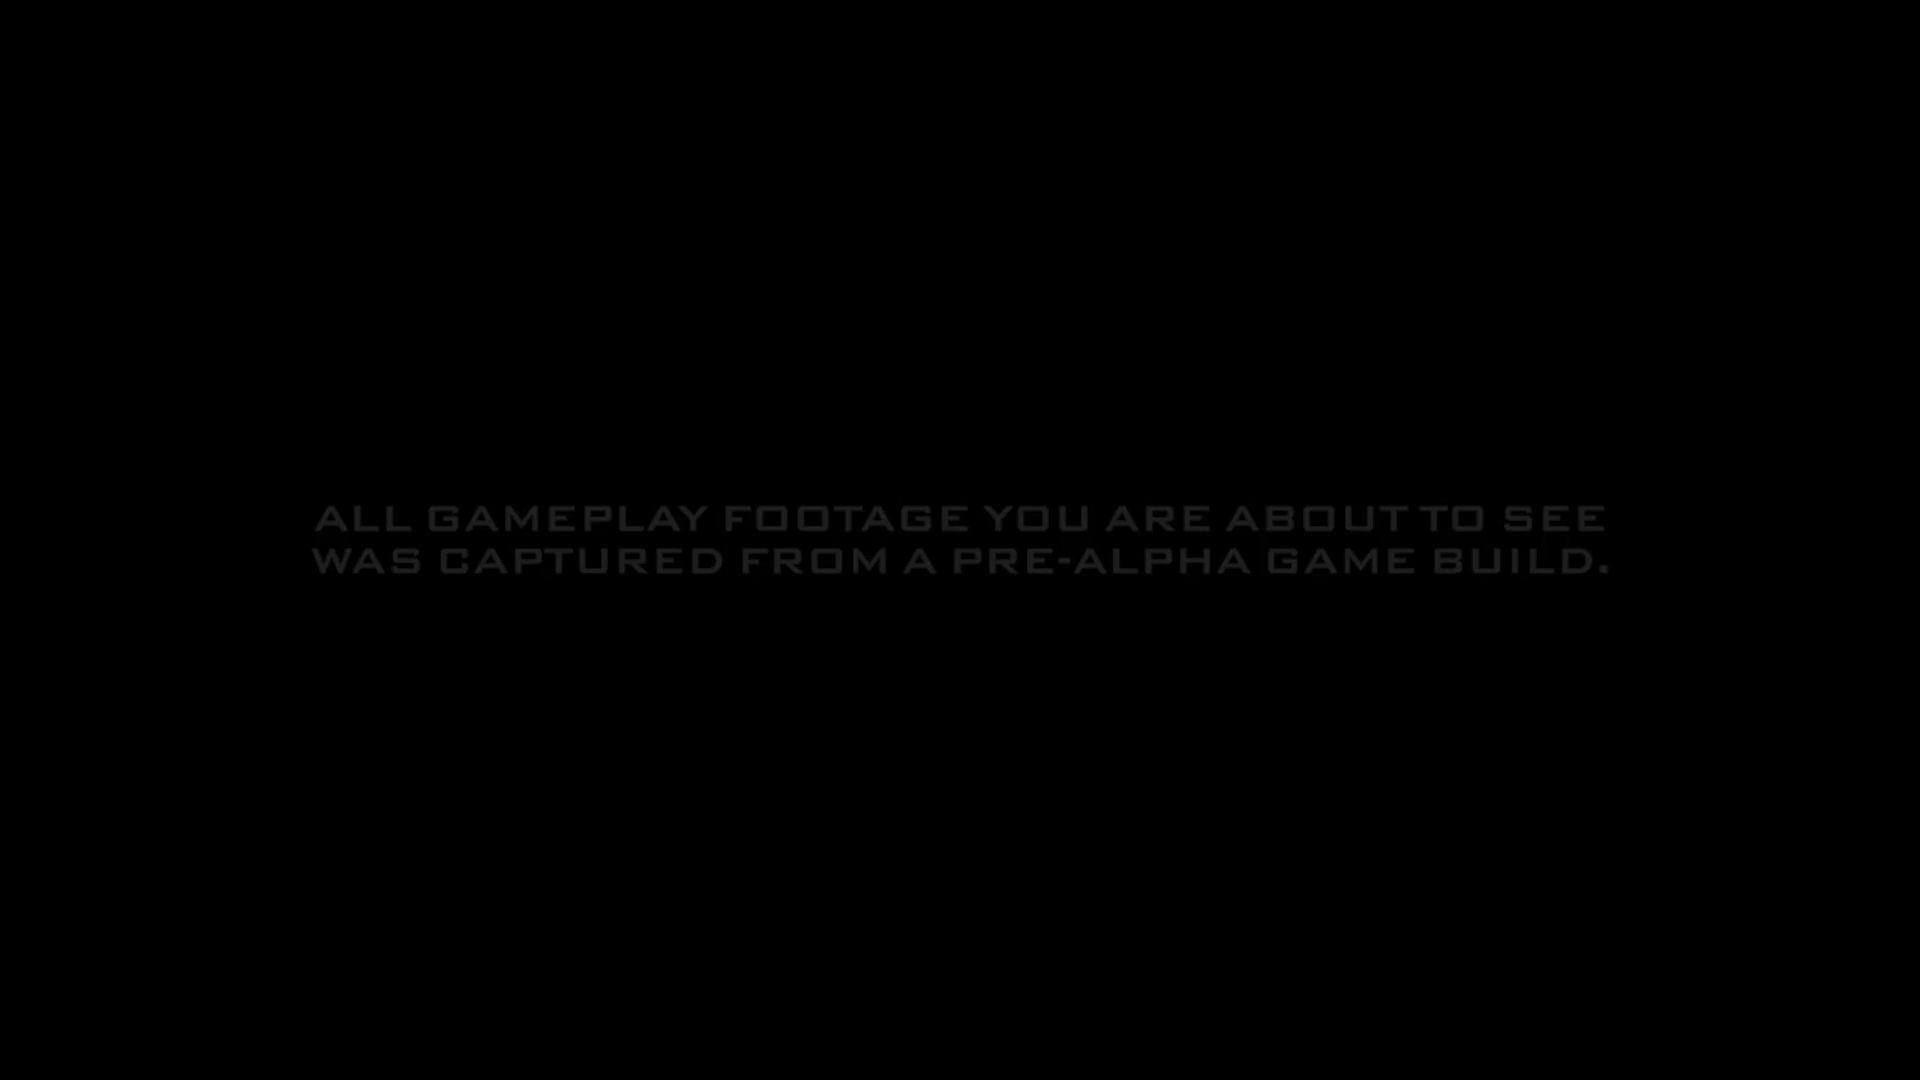 ALL GAMEPLAY FOOTAGE YOU ARE ABOUT TO SEE
WAS CAPTURED FROM A PRE-ALPHA GAME BUILD.